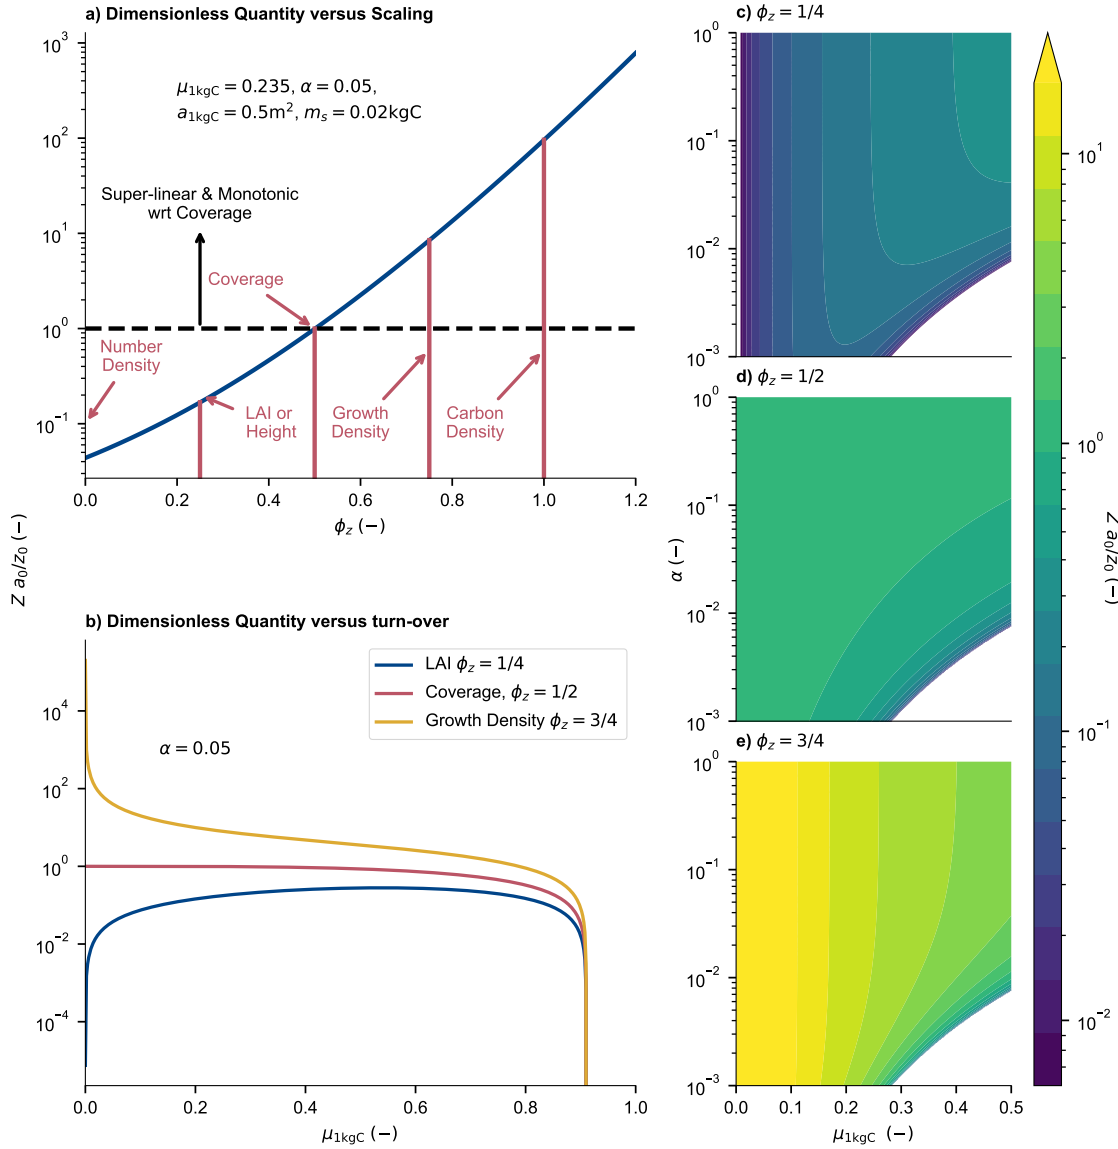 a) Dimensionless Quantity versus Scaling
10³
10²
10¹
10⁰
10⁻¹
μ₁kgC = 0.235, α = 0.05,
a₁kgC = 0.5m², mₛ = 0.02kgC
Super-linear & Monotonic
wrt Coverage
Coverage
Number
Density
LAI or
Height
Growth
Density
Carbon
Density
0.0 0.2 0.4 0.6 0.8 1.0 1.2
ϕ_z (−)
Z a₀/z₀ (−)
b) Dimensionless Quantity versus turn-over
10⁴
10²
10⁰
10⁻²
10⁻⁴
LAI ϕ_z = 1/4
Coverage, ϕ_z = 1/2
Growth Density ϕ_z = 3/4
α = 0.05
0.0 0.2 0.4 0.6 0.8 1.0
μ₁kgC (−)
c) ϕ_z = 1/4
10⁰
10⁻¹
10⁻²
10⁻³
d) ϕ_z = 1/2
10⁰
10⁻¹
10⁻²
10⁻³
α (−)
e) ϕ_z = 3/4
10⁰
10⁻¹
10⁻²
10⁻³
0.0 0.1 0.2 0.3 0.4 0.5
μ₁kgC (−)
10¹
10⁰
10⁻¹
10⁻²
Z a₀/z₀ (−)